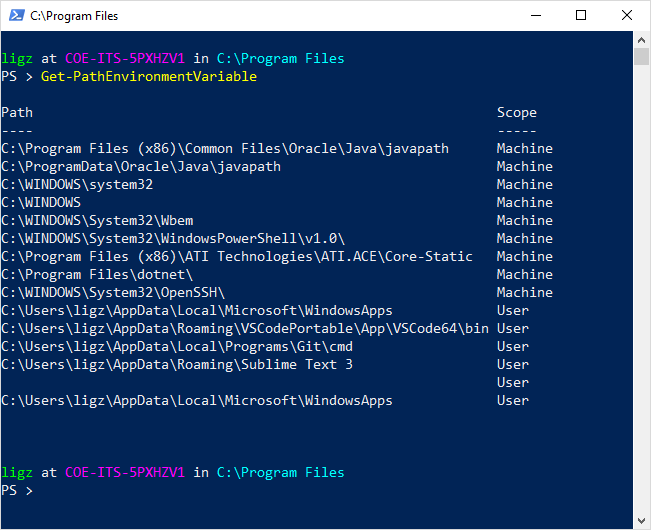 C:\Program Files
ligz at COE-ITS-5PXHZV1 in C:\Program Files
PS > Get-PathEnvironmentVariable
Path Scope
---- -----
C:\Program Files (x86)\Common Files\Oracle\Java\javapath Machine
C:\ProgramData\Oracle\Java\javapath Machine
C:\WINDOWS\system32 Machine
C:\WINDOWS Machine
C:\WINDOWS\System32\Wbem Machine
C:\WINDOWS\System32\WindowsPowerShell\v1.0\ Machine
C:\Program Files (x86)\ATI Technologies\ATI.ACE\Core-Static Machine
C:\Program Files\dotnet\ Machine
C:\WINDOWS\System32\OpenSSH\ Machine
C:\Users\ligz\AppData\Local\Microsoft\WindowsApps User
C:\Users\ligz\AppData\Roaming\VSCodePortable\App\VSCode64\bin User
C:\Users\ligz\AppData\Local\Programs\Git\cmd User
C:\Users\ligz\AppData\Roaming\Sublime Text 3 User
User
C:\Users\ligz\AppData\Local\Microsoft\WindowsApps User
ligz at COE-ITS-5PXHZV1 in C:\Program Files
PS >